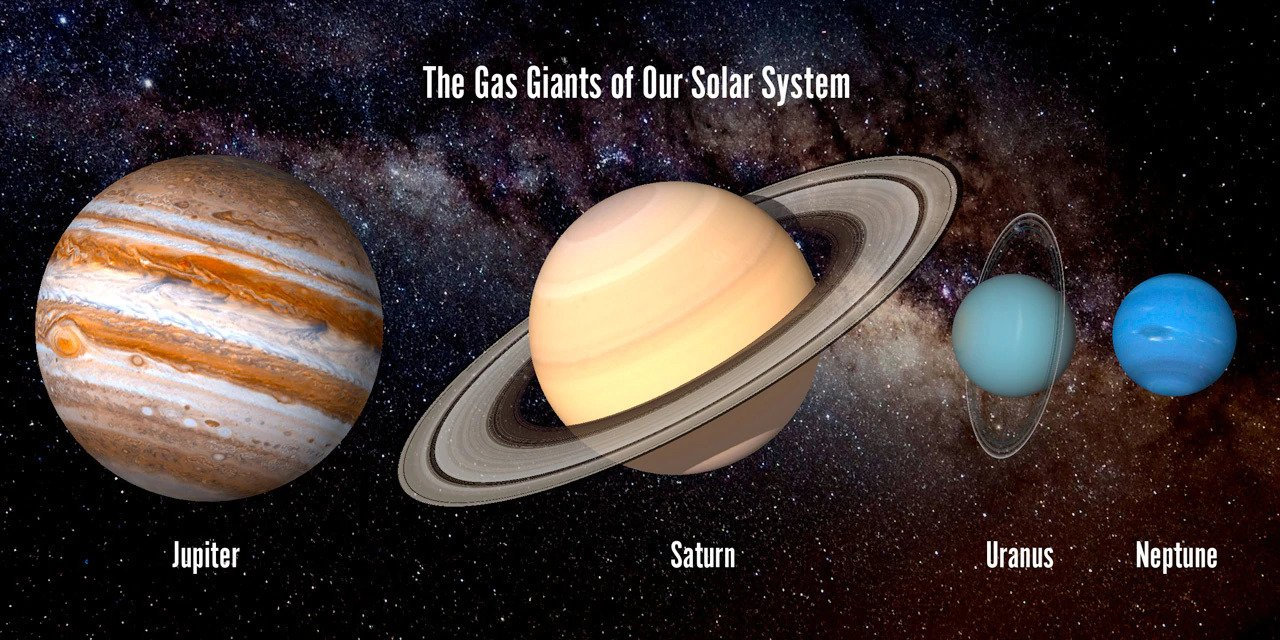 The Gas Giants of Our Solar System
Jupiter
Saturn
Uranus
Neptune